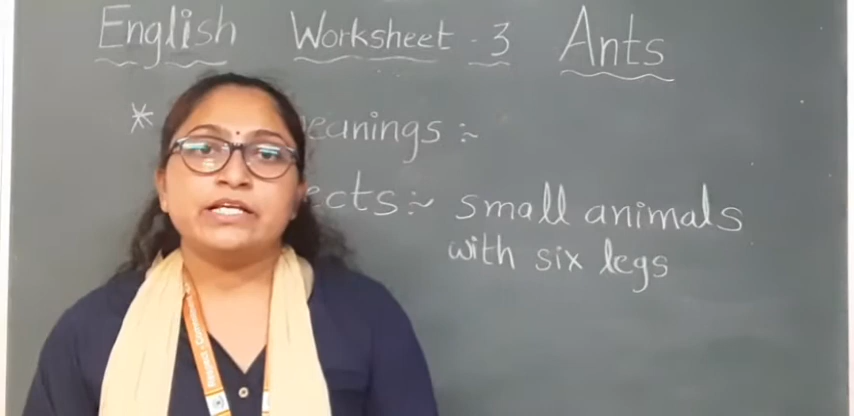 English Worksheet - 3 Ants
* eanings :-
ects :- small animals
with six legs